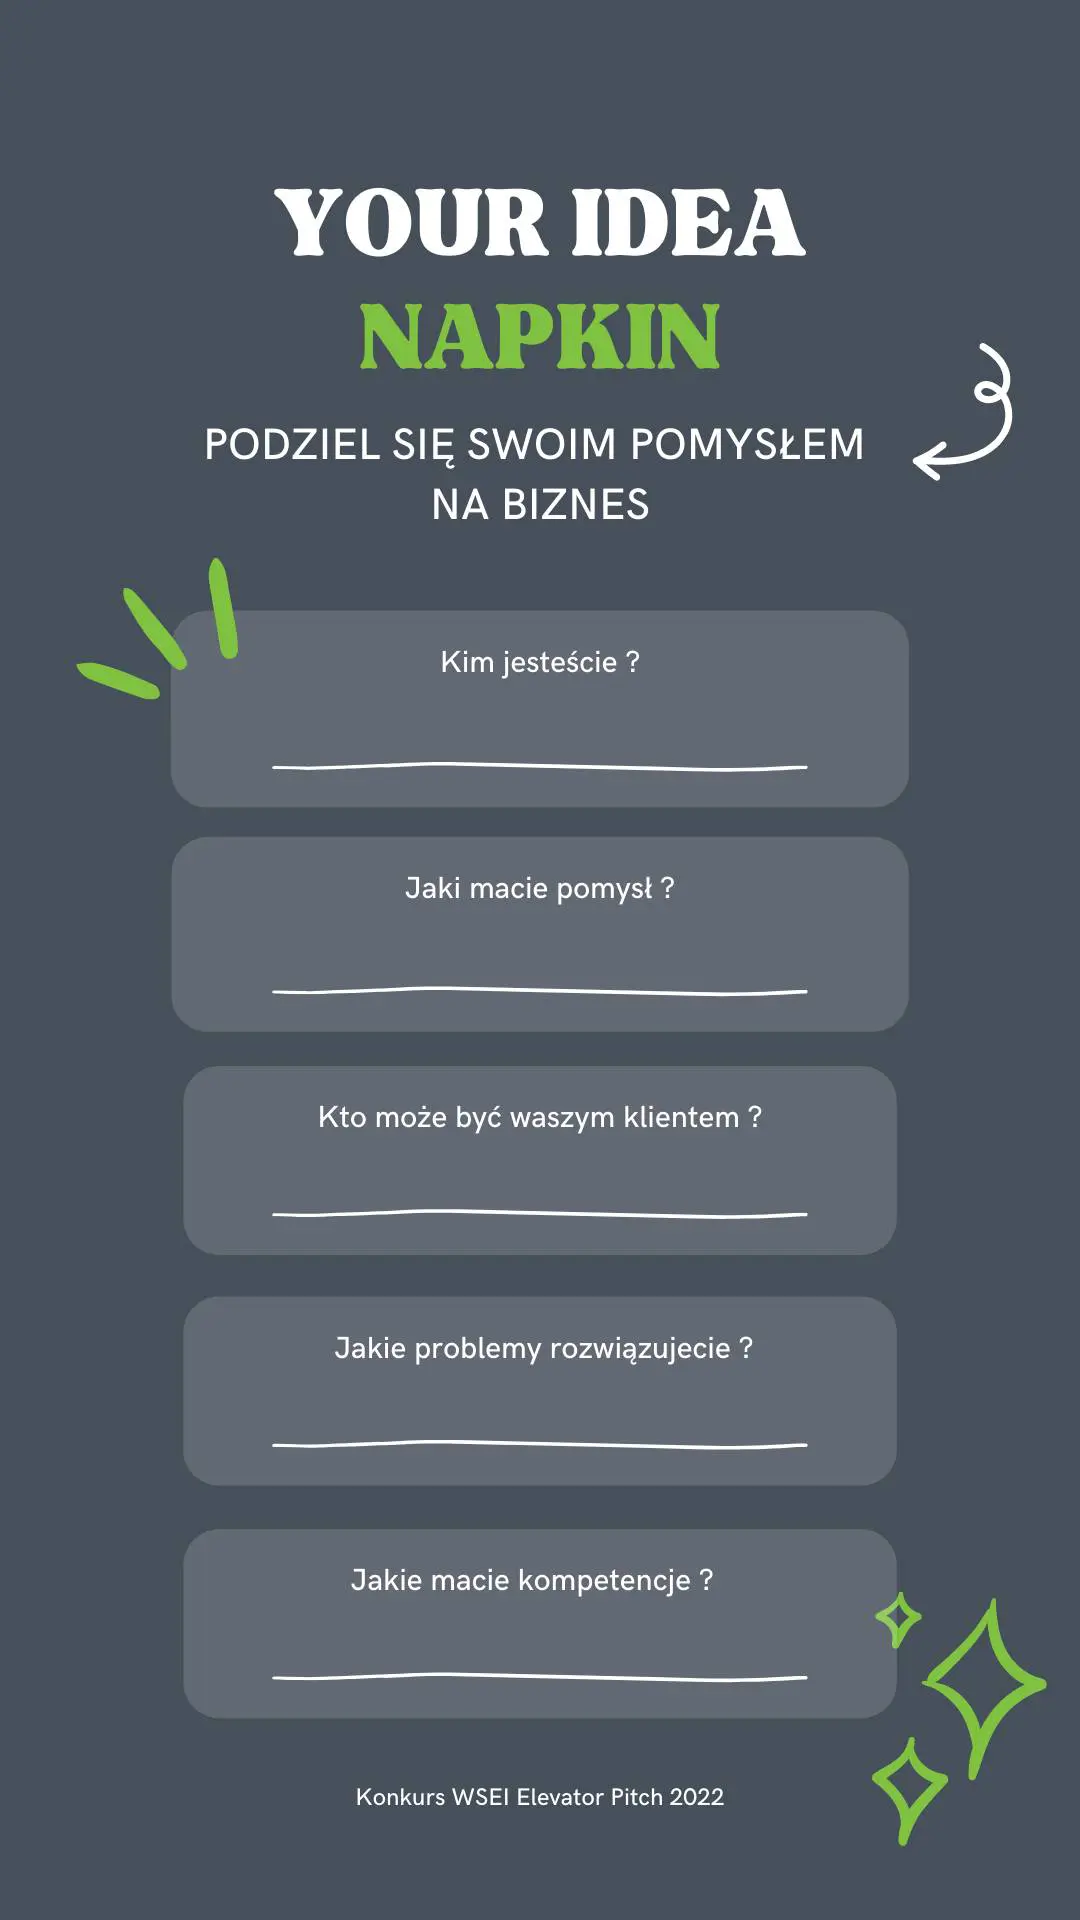 YOUR IDEA
NAPKIN
PODZIEL SIĘ SWOIM POMYSŁEM
NA BIZNES
Kim jesteście ?
Jaki macie pomysł ?
Kto może być waszym klientem ?
Jakie problemy rozwiązujecie ?
Jakie macie kompetencje ?
Konkurs WSEI Elevator Pitch 2022